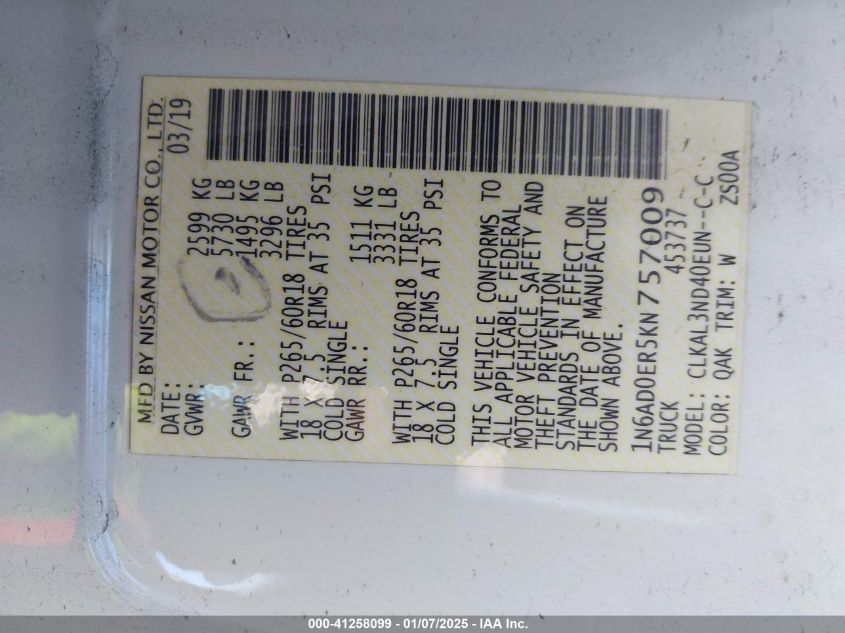 MFD BY NISSAN MOTOR CO., LTD.
DATE: 03/19
GVWR: 2599 KG
5730 LB
GAWR FR.: 1495 KG
3296 LB
WITH P265/60R18 TIRES
18 X 7.5 RIMS AT 35 PSI
COLD SINGLE
GAWR RR.: 1511 KG
3331 LB
WITH P265/60R18 TIRES
18 X 7.5 RIMS AT 35 PSI
COLD SINGLE
THIS VEHICLE CONFORMS TO
ALL APPLICABLE FEDERAL
MOTOR VEHICLE SAFETY AND
THEFT PREVENTION
STANDARDS IN EFFECT ON
THE DATE OF MANUFACTURE
SHOWN ABOVE.
1N6AD0ER5KN757009
TRUCK 453737
MODEL: CLKAL3ND40EUN--C-C
COLOR: QAK TRIM: W ZS00A
000-41258099 - 01/07/2025 - IAA Inc.